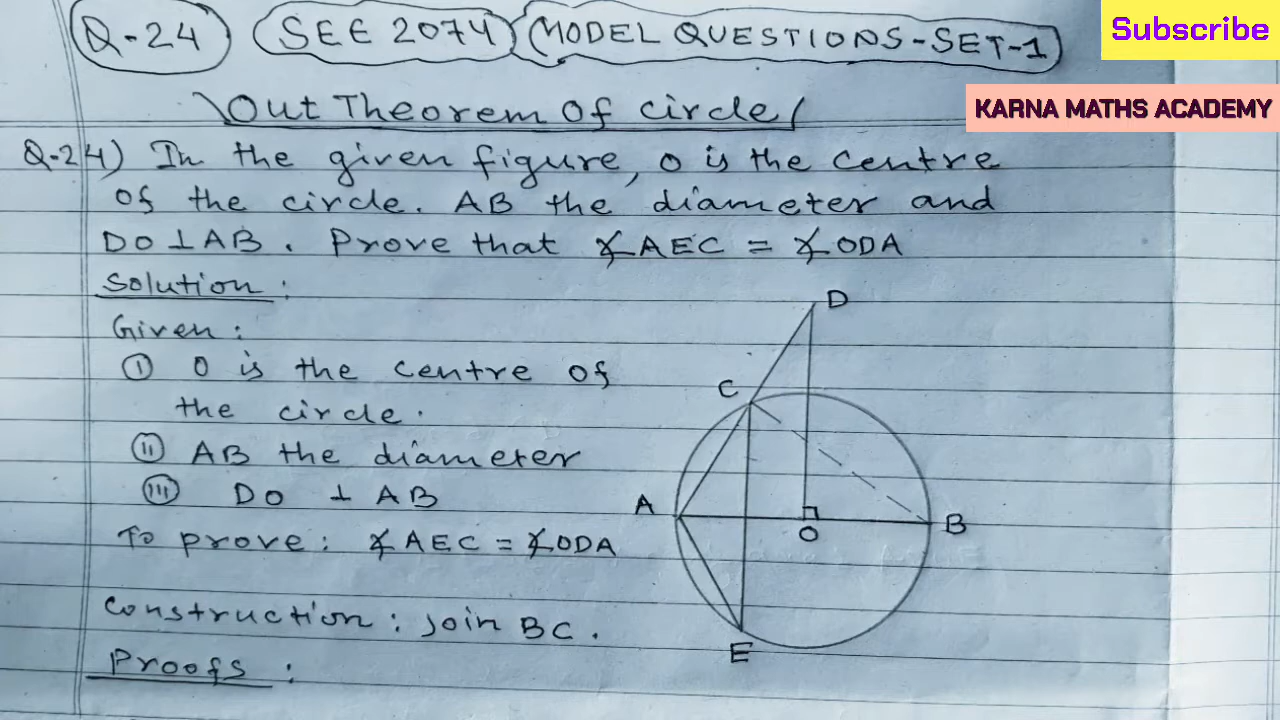 Q-24 SEE 2074 MODEL QUESTIONS-SET-1
Subscribe
KARNA MATHS ACADEMY
Out Theorem Of circle
Q.24) In the given figure, O is the centre
of the circle. AB the diameter and
DO ⊥ AB. Prove that ∡AEC = ∡ODA
Solution:
Given:
(i) O is the centre of
the circle.
(ii) AB the diameter
(iii) DO ⊥ AB
To prove: ∡AEC = ∡ODA
Construction: Join BC.
Proofs:
D
C
A
O
B
E